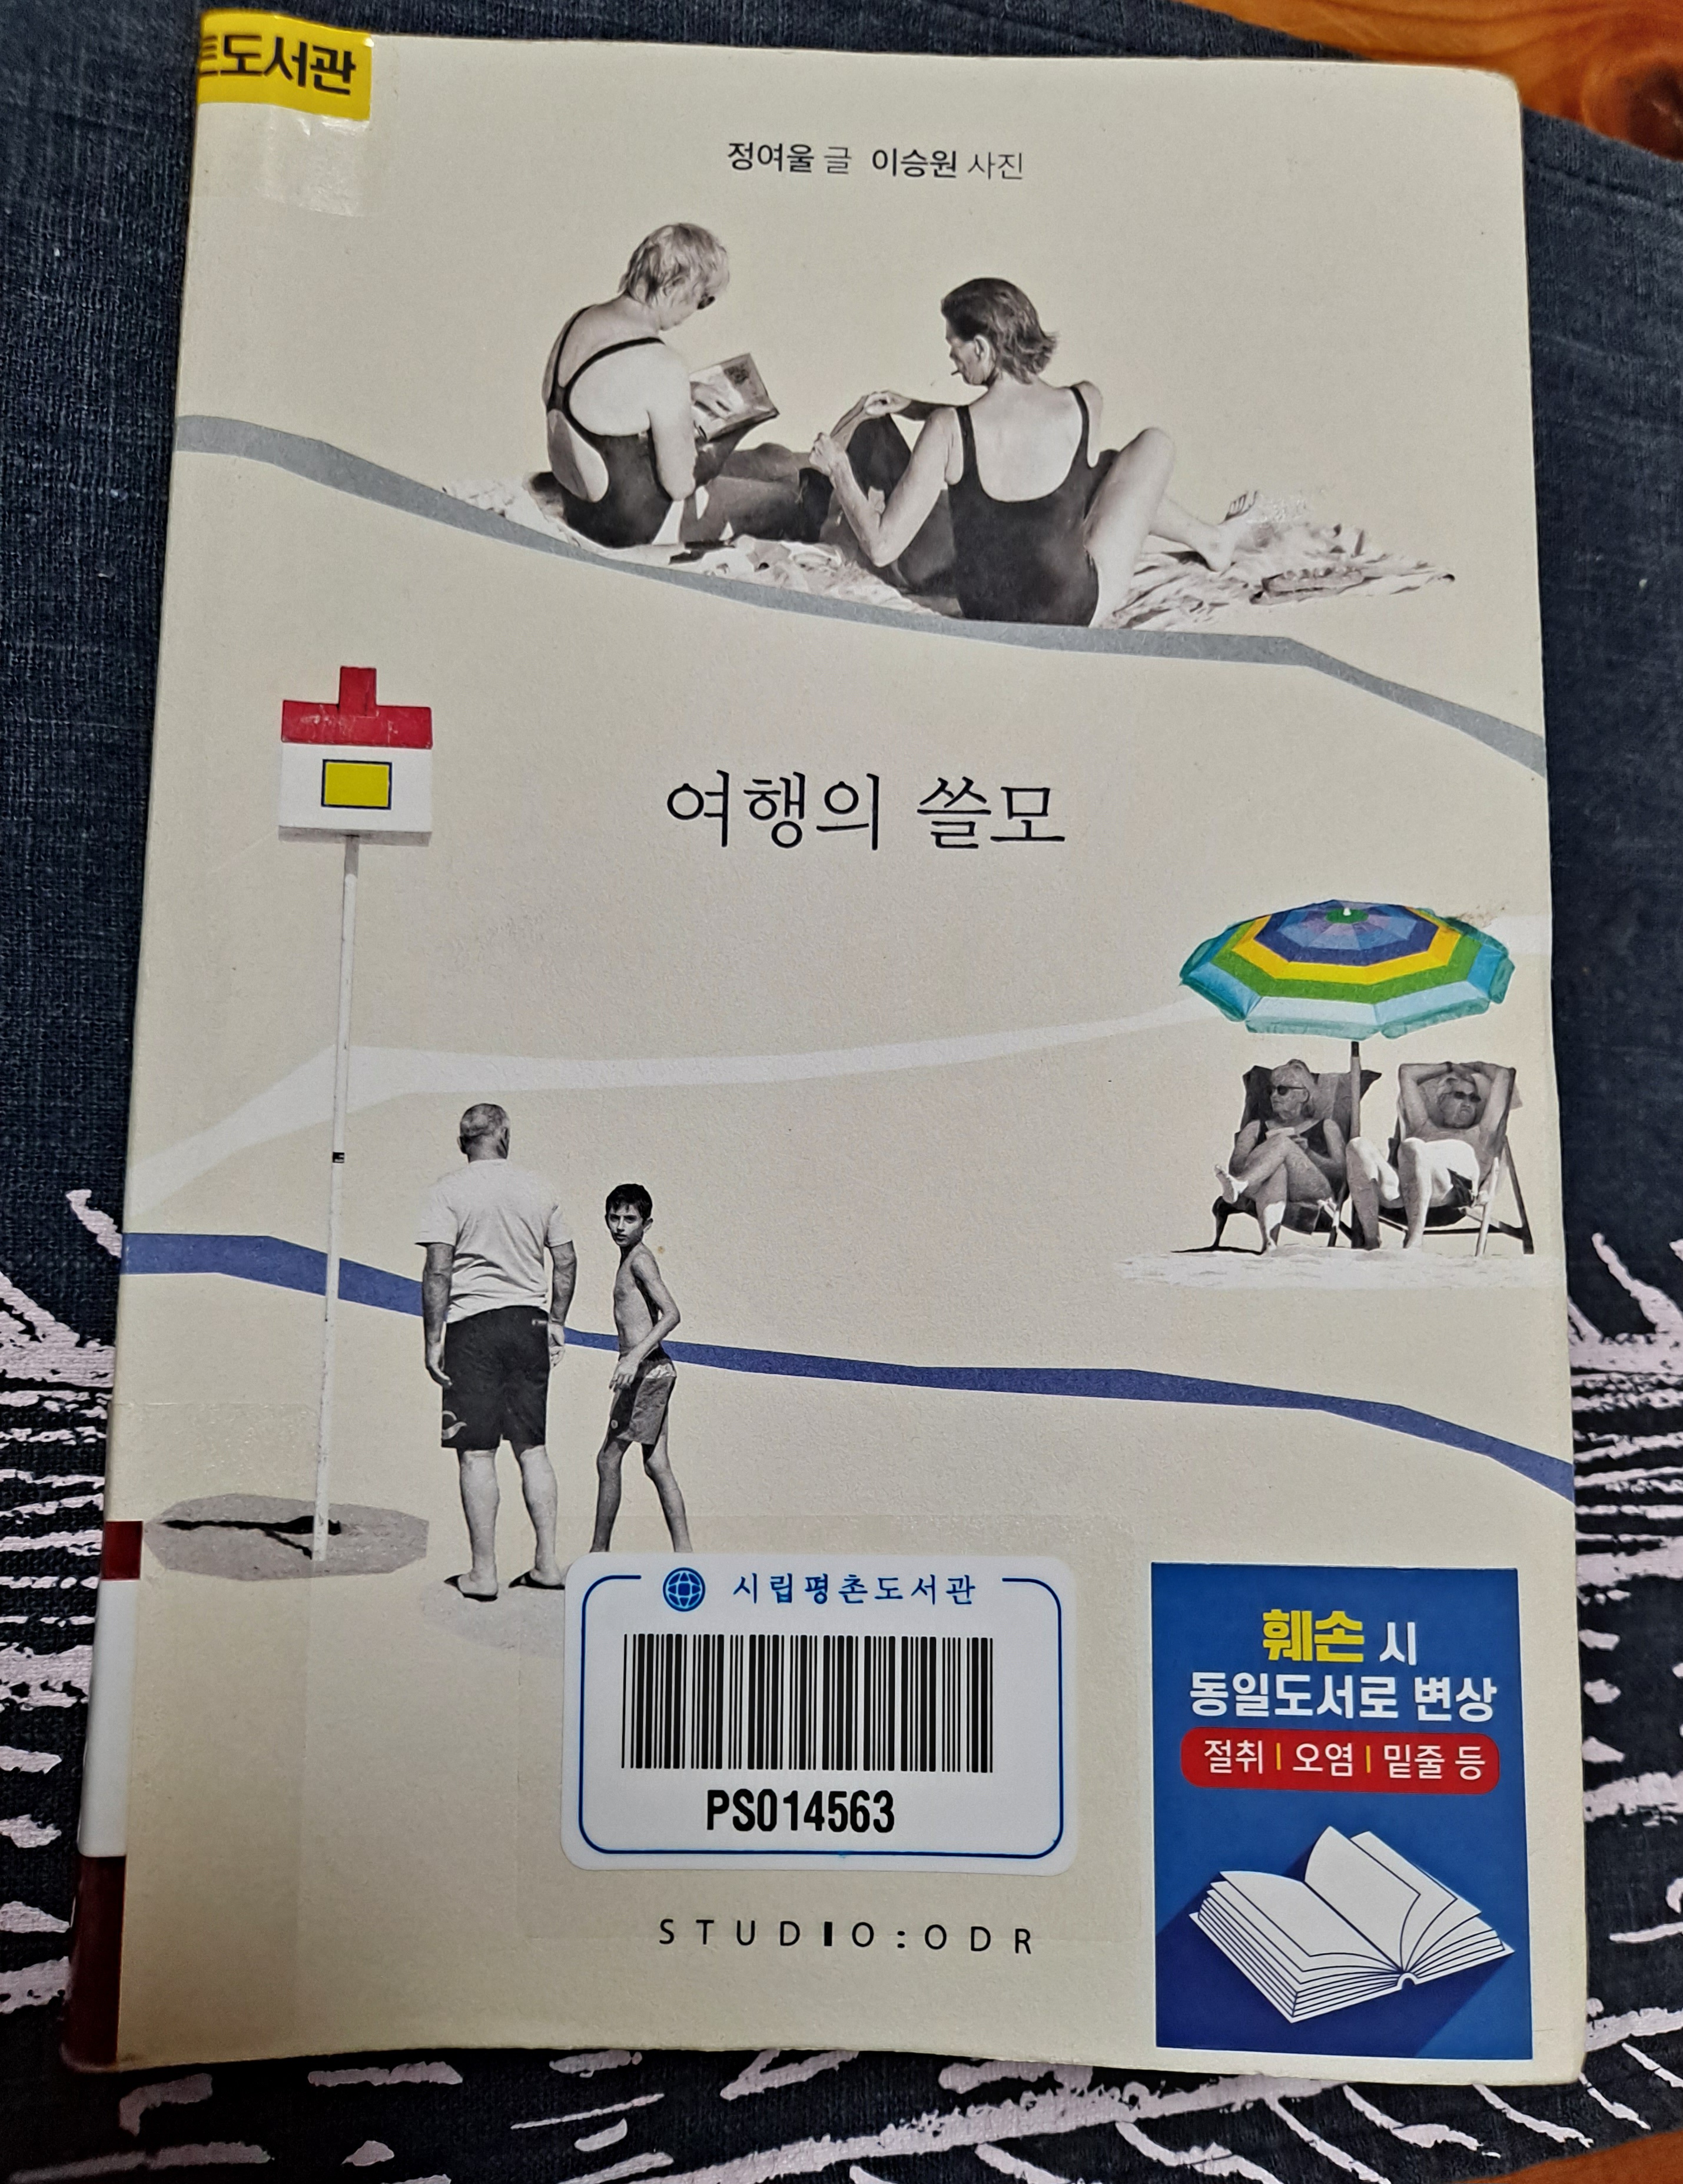 도서관
정여울 글 이승원 사진
여행의 쓸모
시립평촌도서관
PS014563
훼손 시
동일도서로 변상
절취 | 오염 | 밑줄 등
STUDIO:ODR